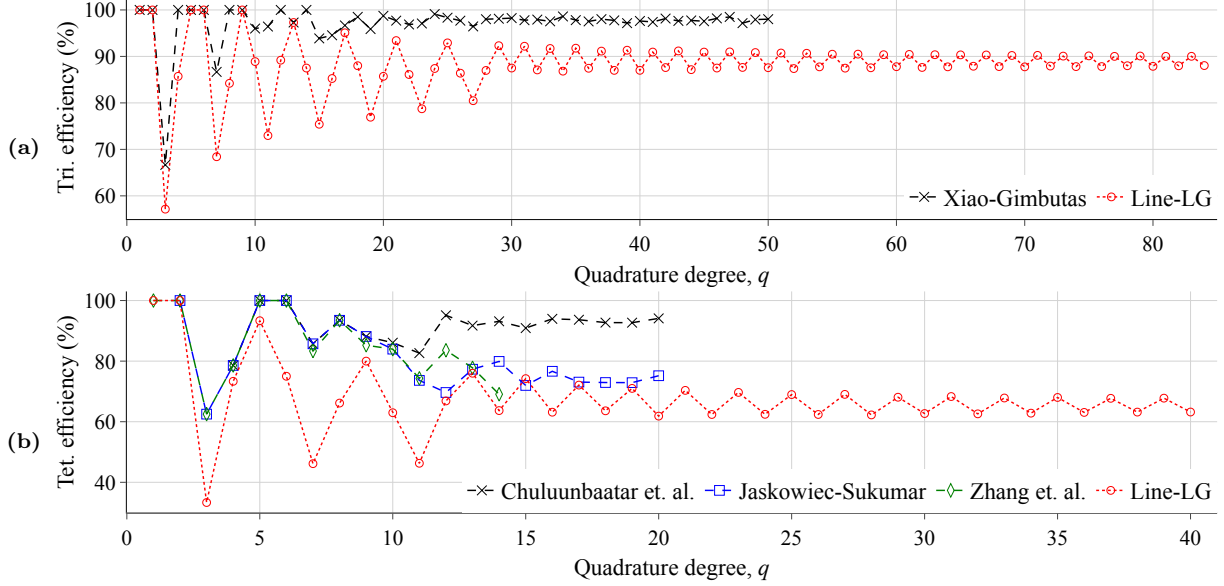 100
90
80
70
60
Tri. efficiency (%)
(a)
Xiao-Gimbutas
Line-LG
0 10 20 30 40 50 60 70 80
Quadrature degree, q
100
80
60
40
Tet. efficiency (%)
(b)
Chuluunbaatar et. al. Jaskowiec-Sukumar Zhang et. al. Line-LG
0 5 10 15 20 25 30 35 40
Quadrature degree, q